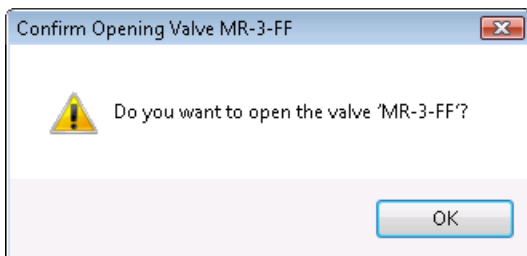 Confirm Opening Valve MR-3-FF
Do you want to open the valve ‘MR-3-FF’?
OK